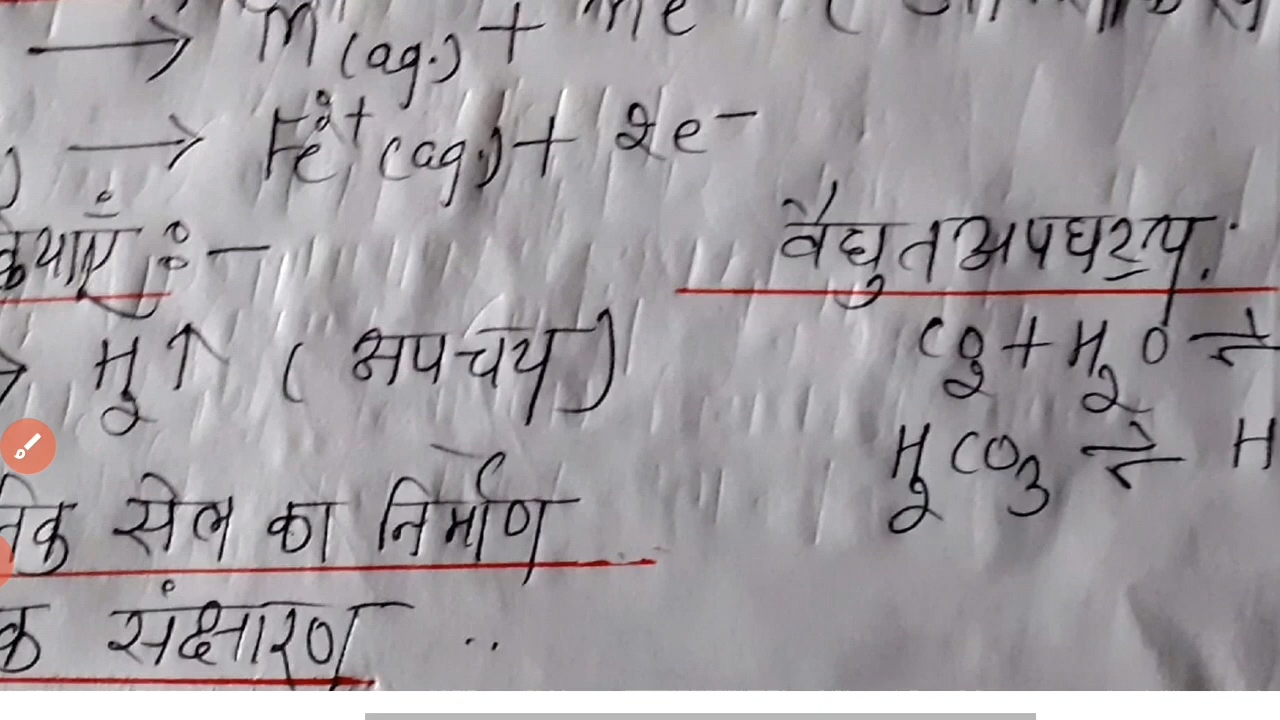 → M(aq.) + ne
→ Fe²⁺(aq.) + 2e⁻
:-
वैद्युत अपघट्य :
→ H₂↑ (अपचय)
CO₂ + H₂O ⇌
H₂CO₃ ⇌ H
सेल का निर्माण
संक्षारण ..